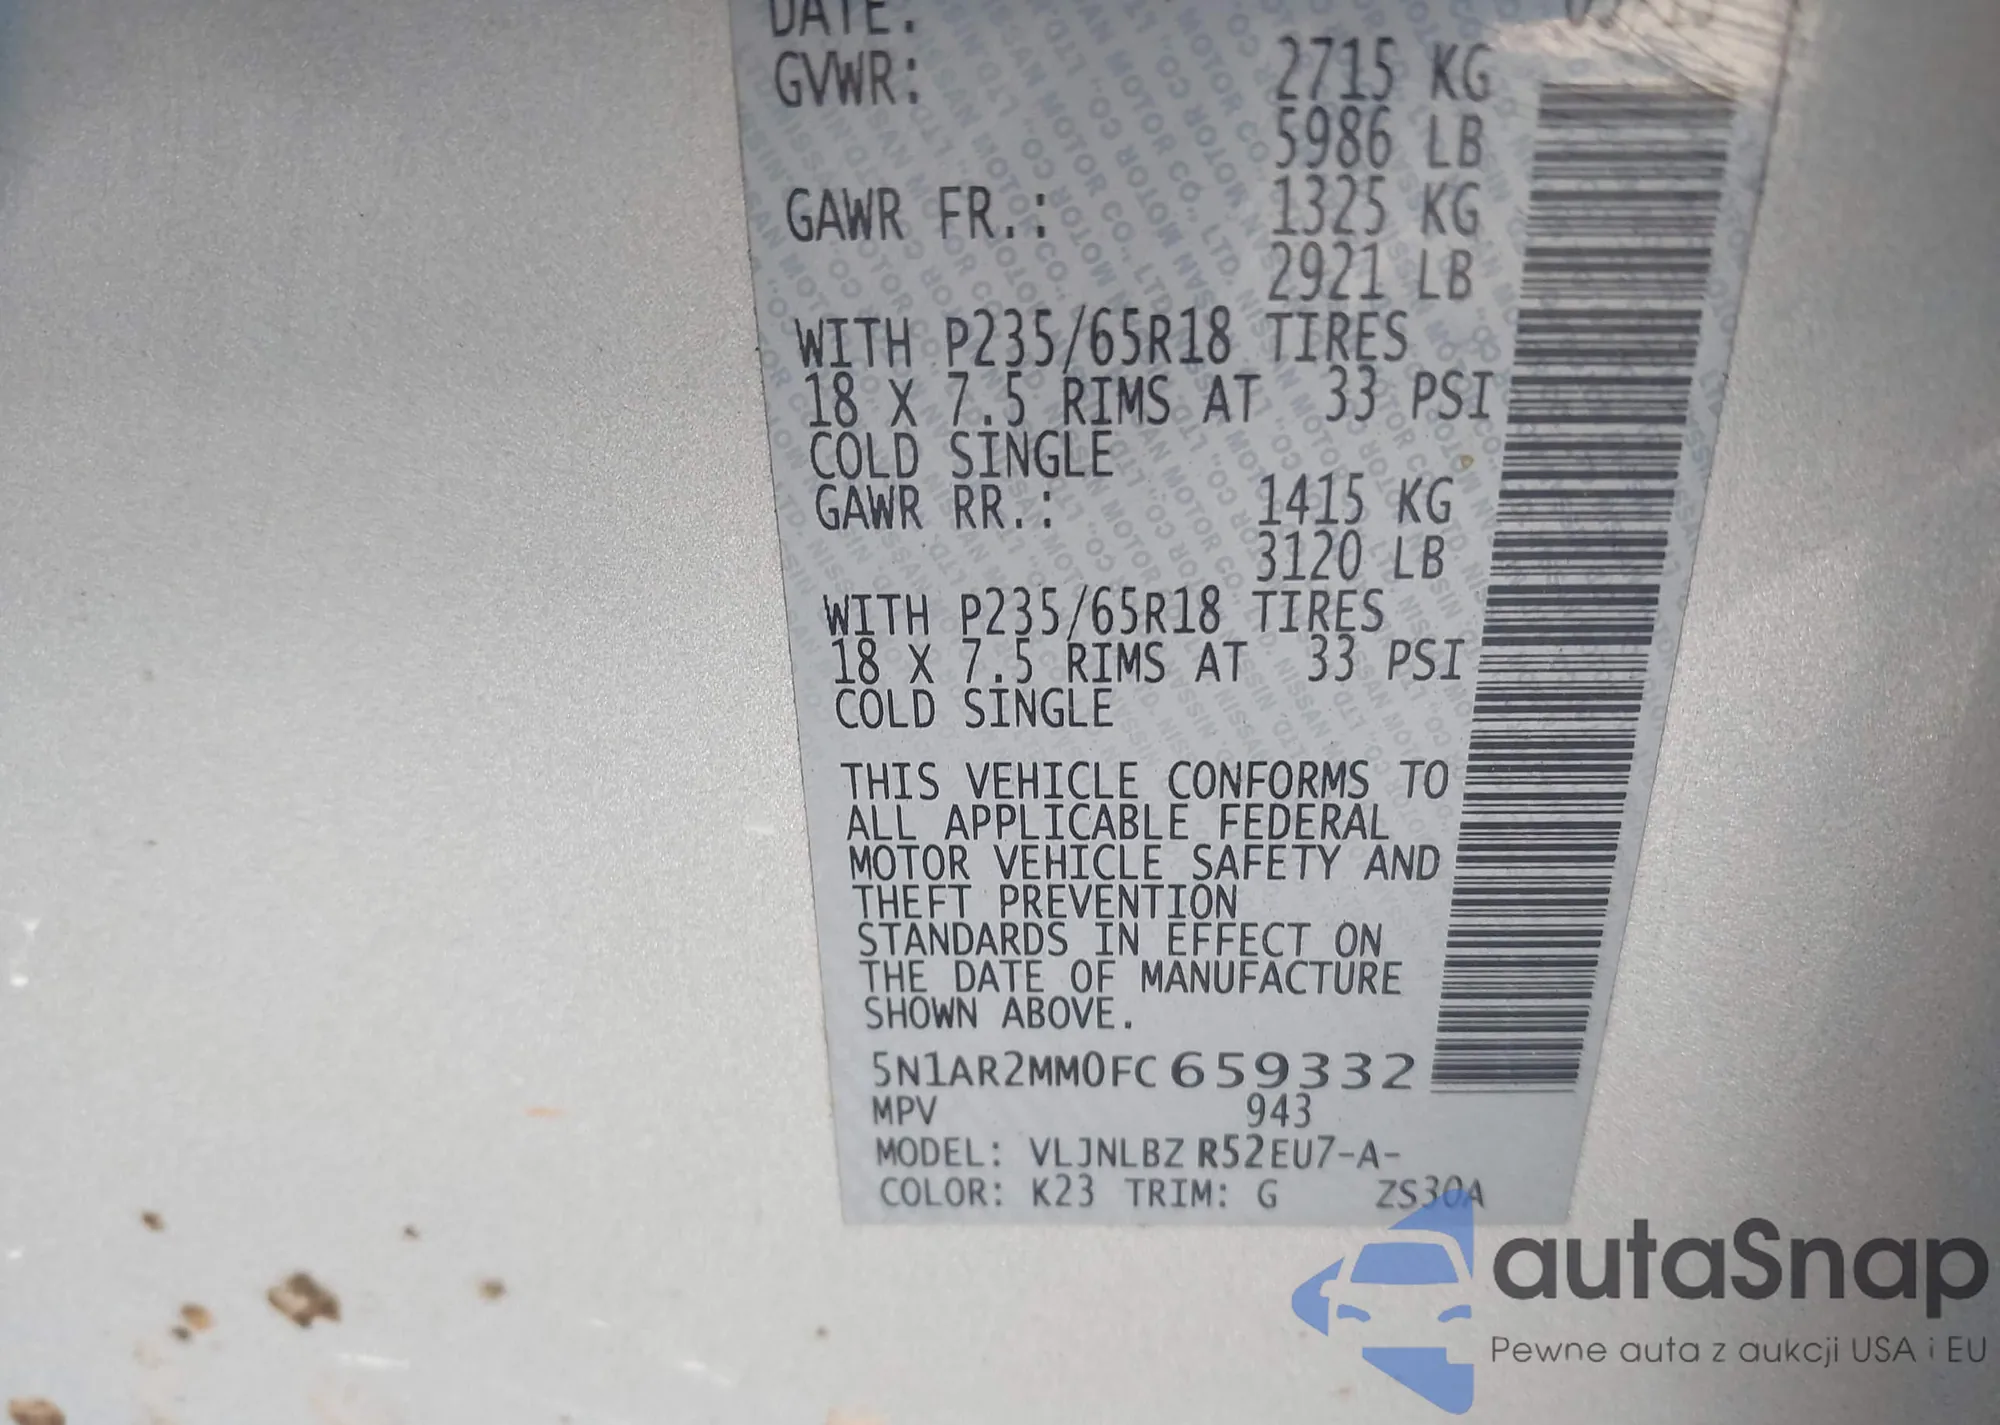 DATE:
GVWR: 2715 KG
5986 LB
GAWR FR.: 1325 KG
2921 LB
WITH P235/65R18 TIRES
18 X 7.5 RIMS AT 33 PSI
COLD SINGLE
GAWR RR.: 1415 KG
3120 LB
WITH P235/65R18 TIRES
18 X 7.5 RIMS AT 33 PSI
COLD SINGLE
THIS VEHICLE CONFORMS TO
ALL APPLICABLE FEDERAL
MOTOR VEHICLE SAFETY AND
THEFT PREVENTION
STANDARDS IN EFFECT ON
THE DATE OF MANUFACTURE
SHOWN ABOVE.
5N1AR2MM0FC659332
MPV 943
MODEL: VLJNLBZ R52EU7-A-
COLOR: K23 TRIM: G ZS30A
autaSnap
Pewne auta z aukcji USA i EU